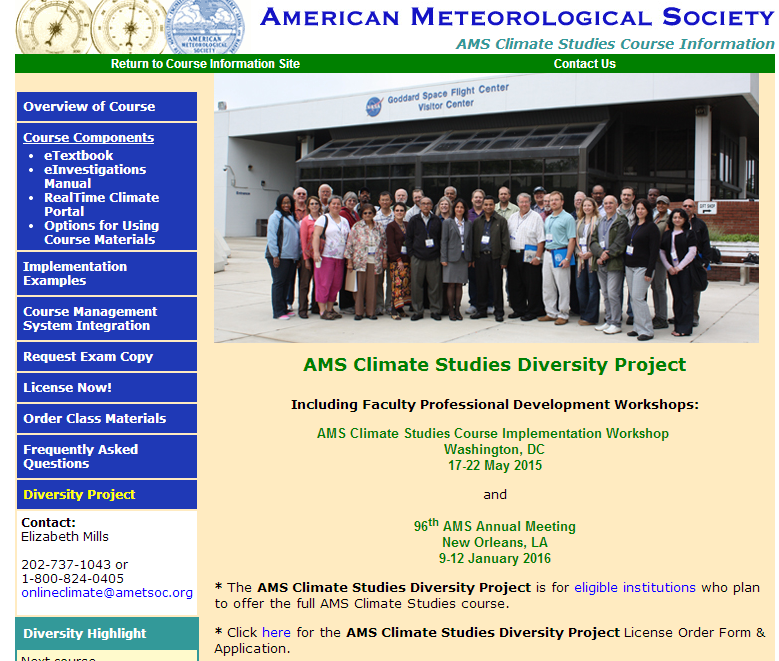 AMERICAN METEOROLOGICAL SOCIETY
AMERICAN
METEOROLOGICAL
SOCIETY
AMS Climate Studies Course Information
Return to Course Information Site
Contact Us
Overview of Course
Course Components
• eTextbook
• eInvestigations
Manual
• RealTime Climate
Portal
• Options for Using
Course Materials
Implementation
Examples
Course Management
System Integration
Request Exam Copy
License Now!
Order Class Materials
Frequently Asked
Questions
Diversity Project
Contact:
Elizabeth Mills
202-737-1043 or
1-800-824-0405
onlineclimate@ametsoc.org
Diversity Highlight
Next course
NASA
Goddard Space Flight Center
Visitor Center
GIFT SHOP
AMS Climate Studies Diversity Project
Including Faculty Professional Development Workshops:
AMS Climate Studies Course Implementation Workshop
Washington, DC
17-22 May 2015
and
96th AMS Annual Meeting
New Orleans, LA
9-12 January 2016
* The AMS Climate Studies Diversity Project is for eligible institutions who plan
to offer the full AMS Climate Studies course.
* Click here for the AMS Climate Studies Diversity Project License Order Form &
Application.